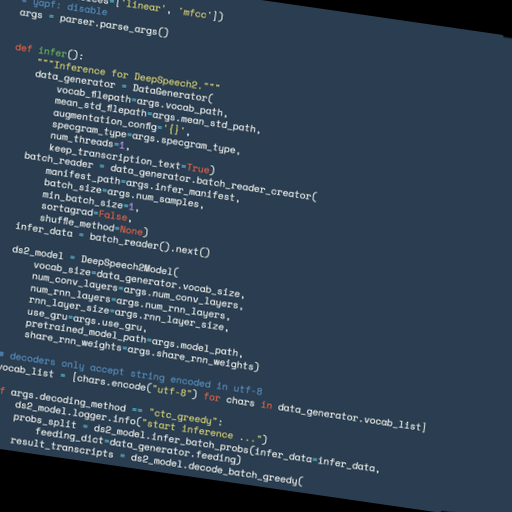 =['linear', 'mfcc'])
# yapf: disable
args = parser.parse_args()
def infer():
"""Inference for DeepSpeech2."""
data_generator = DataGenerator(
vocab_filepath=args.vocab_path,
mean_std_filepath=args.mean_std_path,
augmentation_config='{}',
specgram_type=args.specgram_type,
num_threads=1,
keep_transcription_text=True)
batch_reader = data_generator.batch_reader_creator(
manifest_path=args.infer_manifest,
batch_size=args.num_samples,
min_batch_size=1,
sortagrad=False,
shuffle_method=None)
infer_data = batch_reader().next()
ds2_model = DeepSpeech2Model(
vocab_size=data_generator.vocab_size,
num_conv_layers=args.num_conv_layers,
num_rnn_layers=args.num_rnn_layers,
rnn_layer_size=args.rnn_layer_size,
use_gru=args.use_gru,
pretrained_model_path=args.model_path,
share_rnn_weights=args.share_rnn_weights)
decoders only accept string encoded in utf-8
vocab_list = [chars.encode("utf-8") for chars in data_generator.vocab_list]
args.decoding_method == "ctc_greedy":
ds2_model.logger.info("start inference ...")
probs_split = ds2_model.infer_batch_probs(infer_data=infer_data,
feeding_dict=data_generator.feeding)
result_transcripts = ds2_model.decode_batch_greedy(